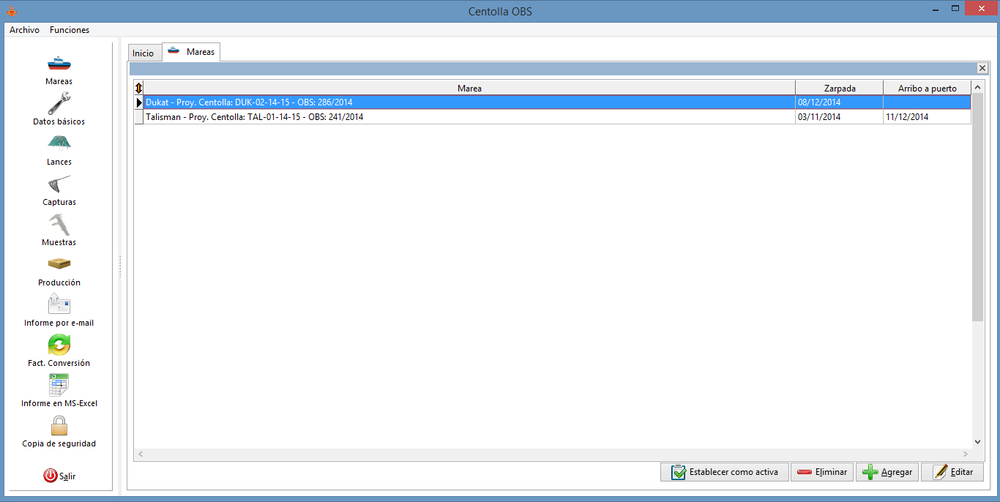 Centolla OBS
Archivo Funciones
Mareas
Datos básicos
Lances
Capturas
Muestras
Producción
Informe por e-mail
Fact. Conversión
Informe en MS-Excel
Copia de seguridad
Salir
Inicio Mareas
Marea Zarpada Arribo a puerto
Dukat - Proy. Centolla: DUK-02-14-15 - OBS: 286/2014 08/12/2014
Talisman - Proy. Centolla: TAL-01-14-15 - OBS: 241/2014 03/11/2014 11/12/2014
Establecer como activa Eliminar Agregar Editar